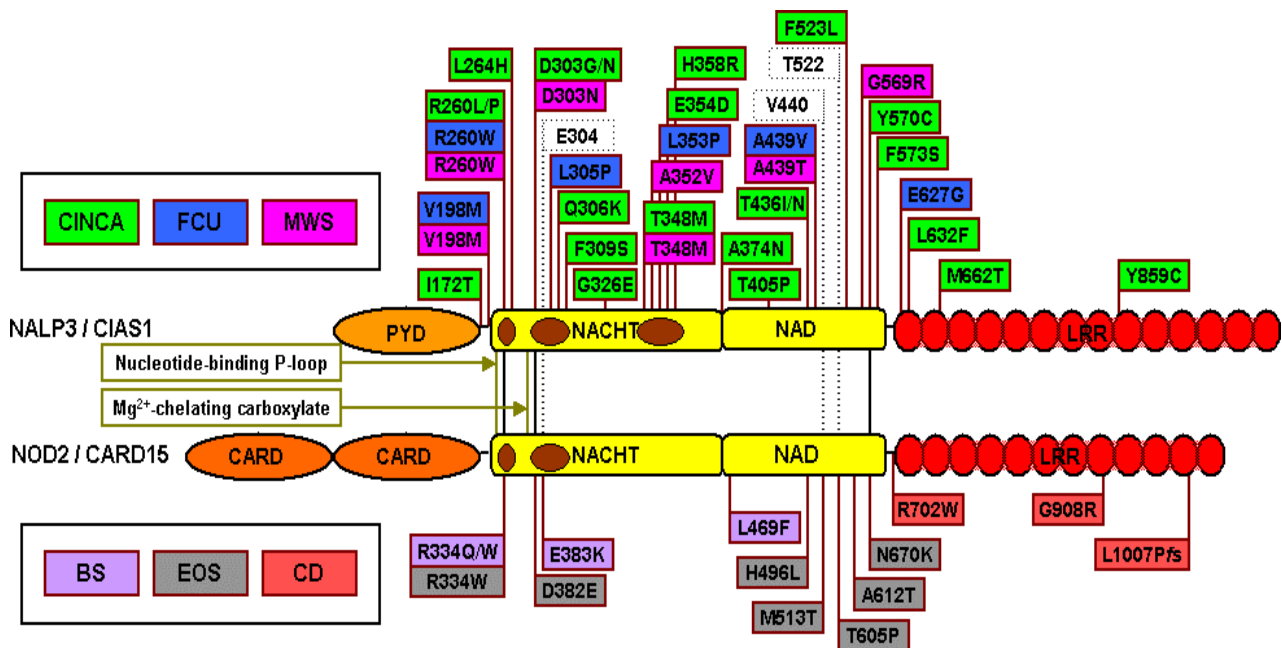 F523L
L264H
D303G/N
H358R
T522
D303N
G569R
R260L/P
E354D
V440
Y570C
R260W
E304
L353P
A439V
F573S
R260W
L305P
A352V
A439T
E627G
CINCA
FCU
MWS
V198M
Q306K
T348M
T436I/N
L632F
V198M
F309S
T348M
A374N
M662T
Y859C
I172T
G326E
T405P
NALP3 / CIAS1
PYD
NACHT
NAD
LRR
Nucleotide-binding P-loop
Mg2+-chelating carboxylate
NOD2 / CARD15
CARD
CARD
NACHT
NAD
LRR
R702W
G908R
L469F
R334Q/W
E383K
N670K
L1007Pfs
BS
EOS
CD
R334W
H496L
D382E
A612T
M513T
T605P